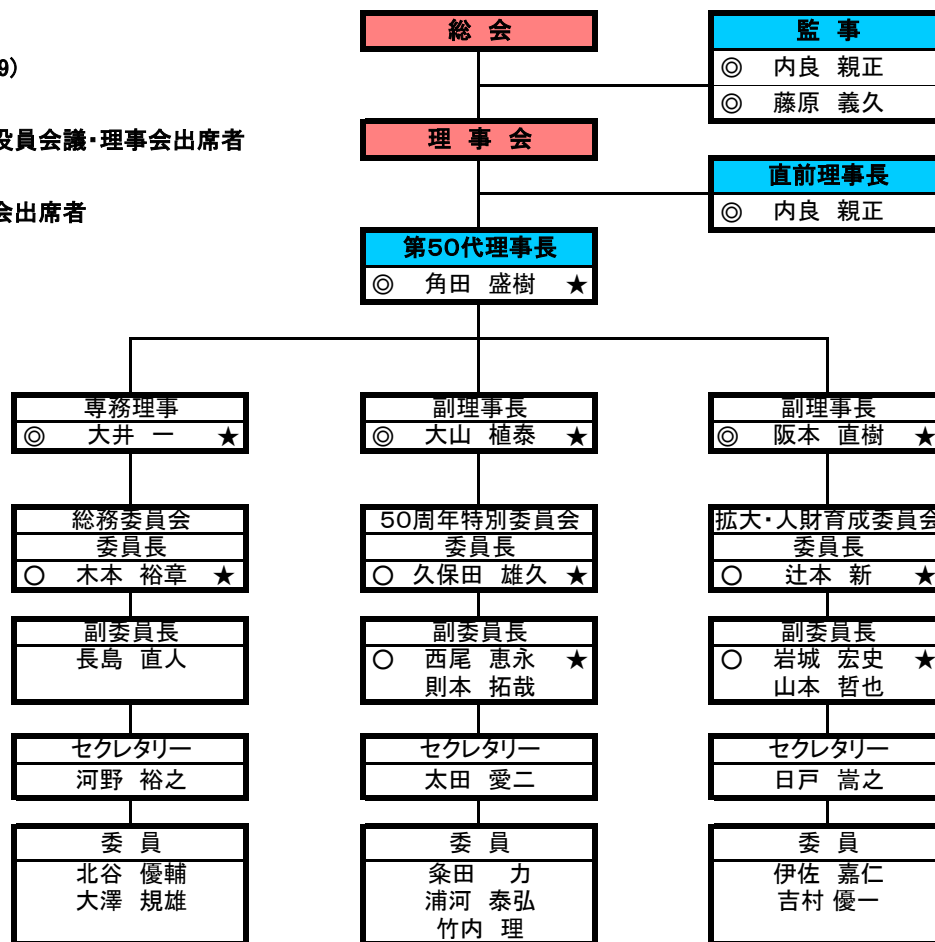 総 会
監 事
9)
◎ 内良 親正
◎ 藤原 義久
役員会議・理事会出席者
理 事 会
直前理事長
会出席者
◎ 内良 親正
第50代理事長
◎ 角田 盛樹 ★
専務理事
◎ 大井 一 ★
総務委員会
委員長
○ 木本 裕章 ★
副委員長
長島 直人
セクレタリー
河野 裕之
委 員
北谷 優輔
大澤 規雄
副理事長
◎ 大山 植泰 ★
50周年特別委員会
委員長
○ 久保田 雄久 ★
副委員長
○ 西尾 恵永 ★
則本 拓哉
セクレタリー
太田 愛二
委 員
粂田 力
浦河 泰弘
竹内 理
副理事長
◎ 阪本 直樹 ★
拡大・人財育成委員会
委員長
○ 辻本 新 ★
副委員長
○ 岩城 宏史 ★
山本 哲也
セクレタリー
日戸 嵩之
委 員
伊佐 嘉仁
吉村 優一